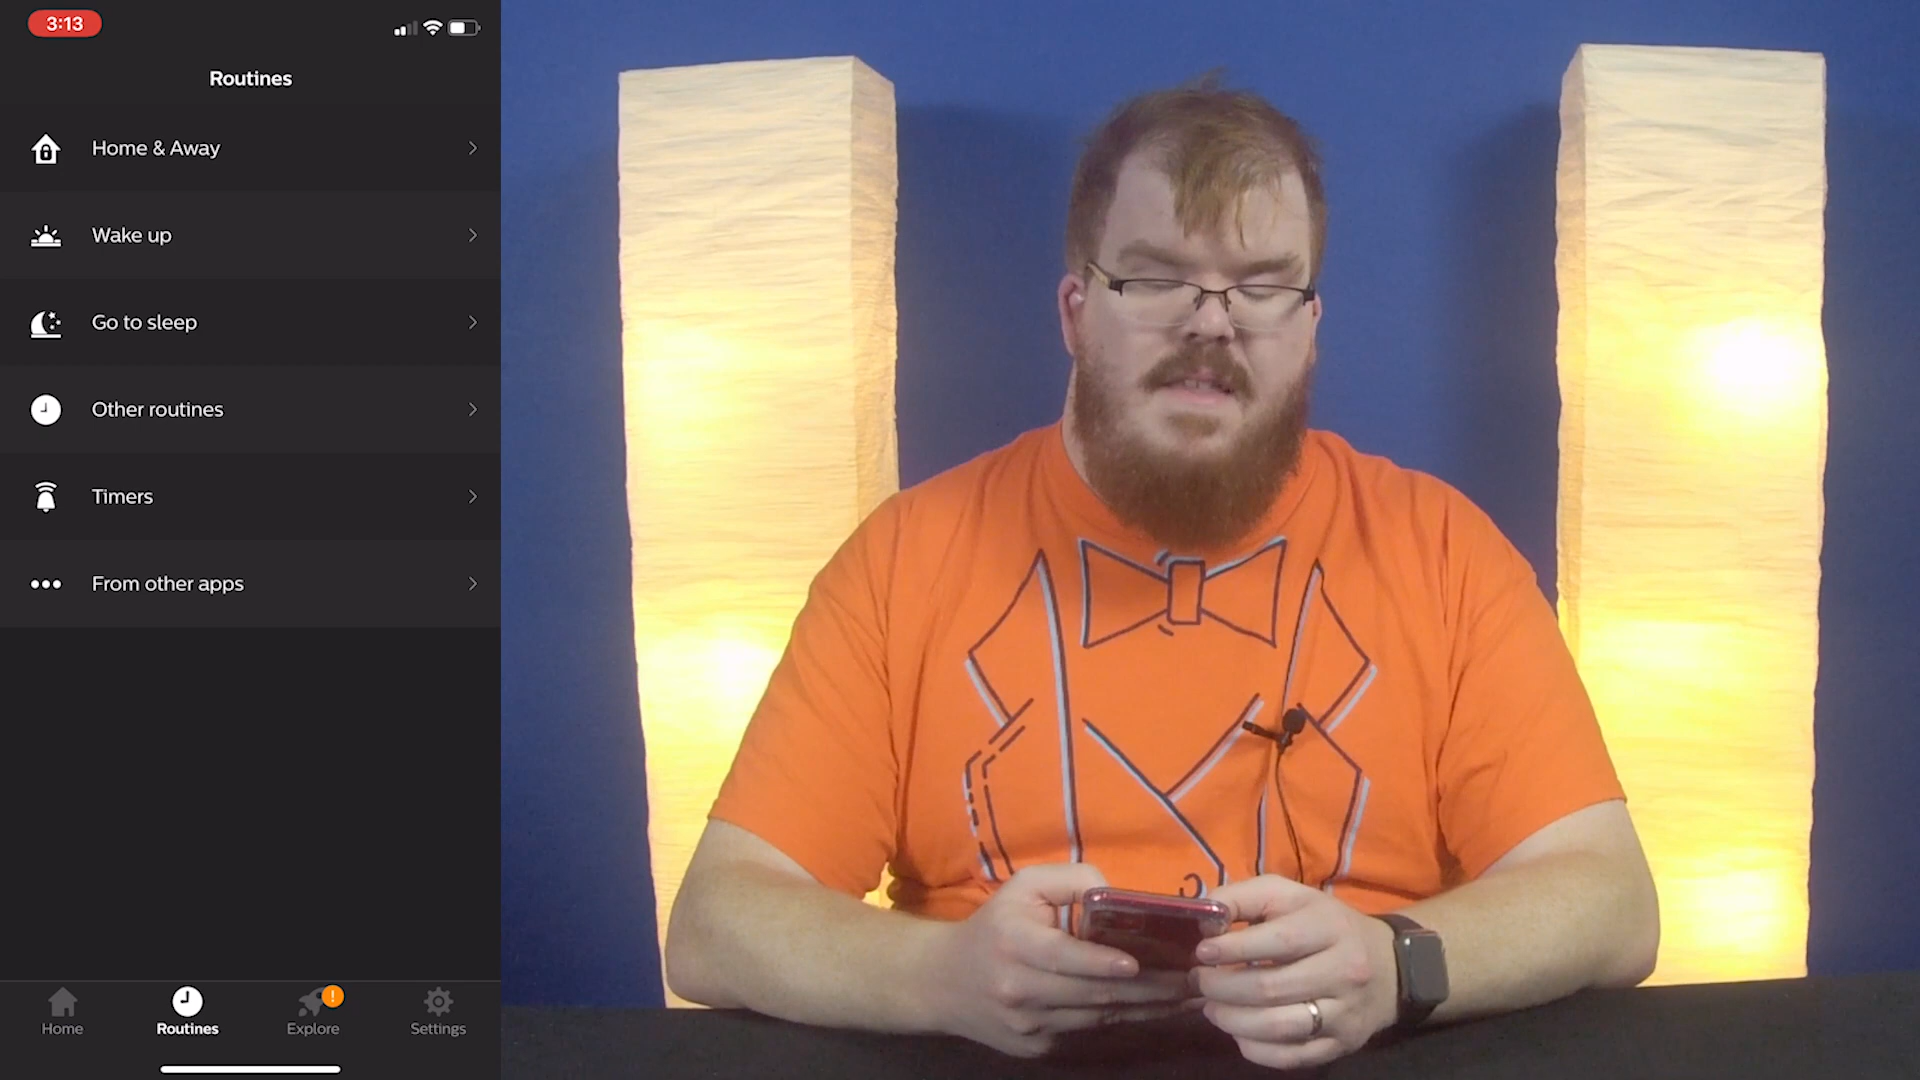 3:13
Routines
Home & Away
Wake up
Go to sleep
Other routines
Timers
From other apps
!
Home
Routines
Explore
Settings